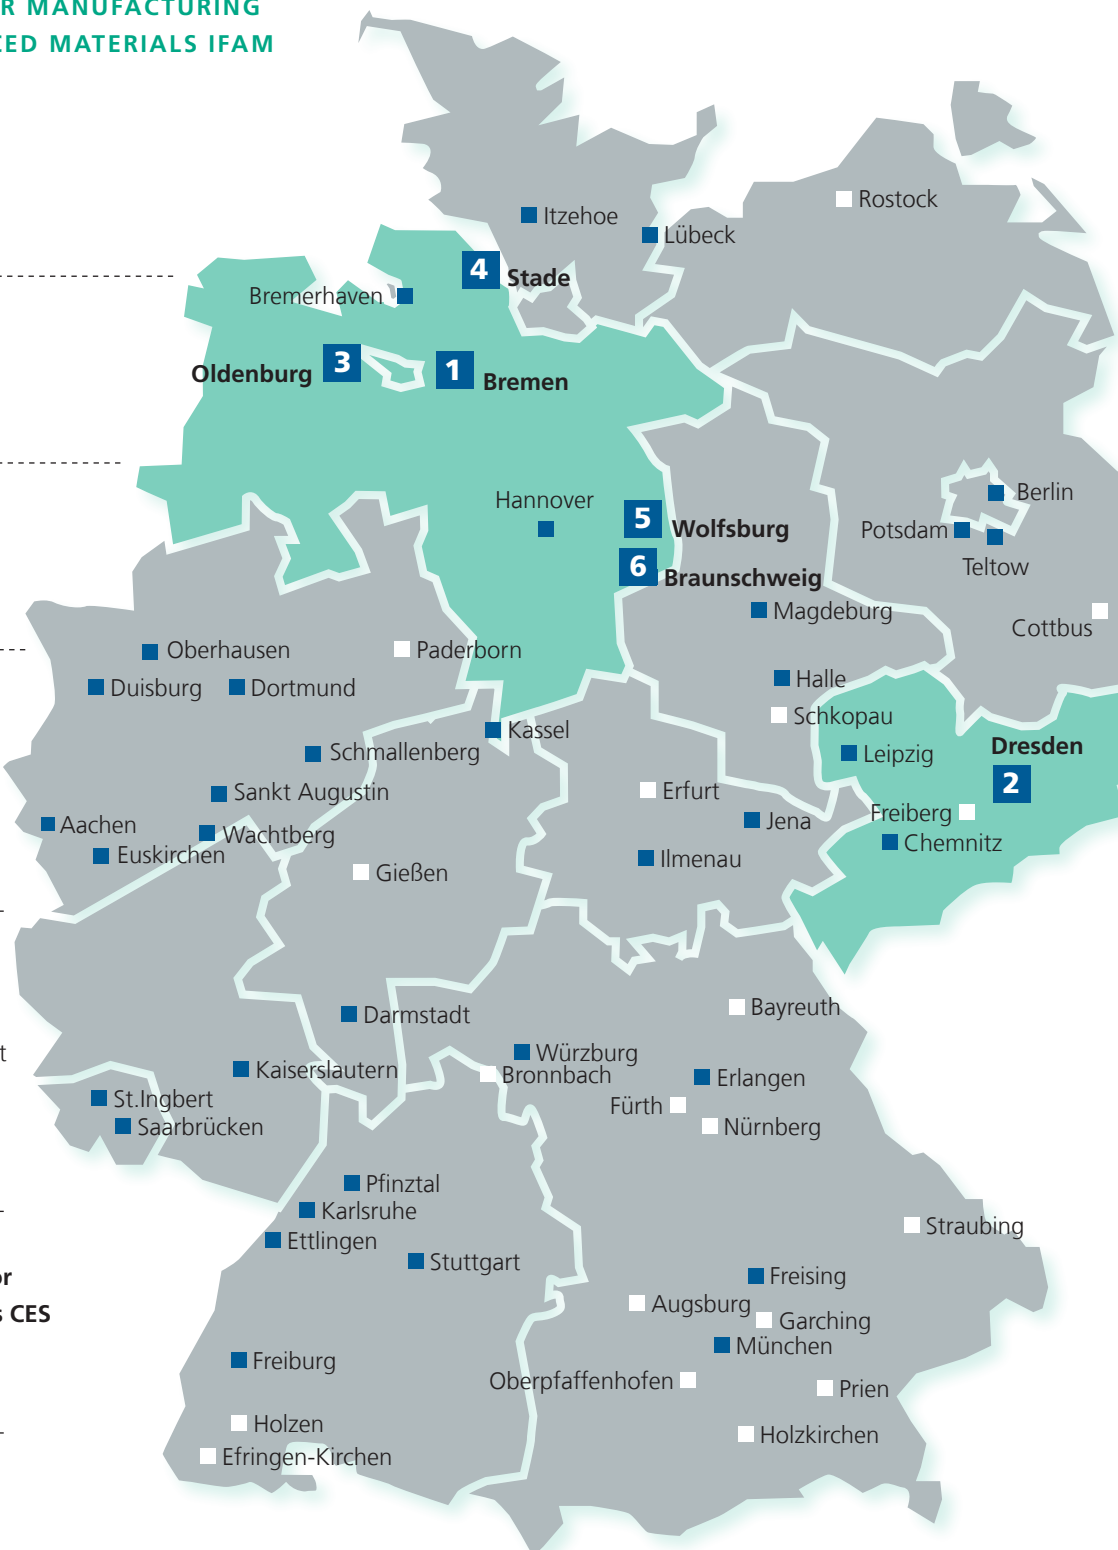 R MANUFACTURING
CED MATERIALS IFAM
Rostock
Itzehoe
Lübeck
4 Stade
Bremerhaven
Oldenburg 3
1 Bremen
Hannover
Berlin
5 Wolfsburg
Potsdam
Teltow
6 Braunschweig
Magdeburg
Cottbus
Oberhausen
Paderborn
Duisburg
Dortmund
Halle
Schkopau
Kassel
Schmallenberg
Leipzig
Dresden
2
Sankt Augustin
Erfurt
Freiberg
Aachen
Wachtberg
Jena
Chemnitz
Euskirchen
Ilmenau
Gießen
Bayreuth
Darmstadt
t
Würzburg
Kaiserslautern
Bronnbach
Erlangen
St.Ingbert
Fürth
Saarbrücken
Nürnberg
Pfinztal
Karlsruhe
Straubing
Ettlingen
Stuttgart
or
Freising
s CES
Augsburg
Garching
München
Freiburg
Oberpfaffenhofen
Prien
Holzen
Holzkirchen
Efringen-Kirchen